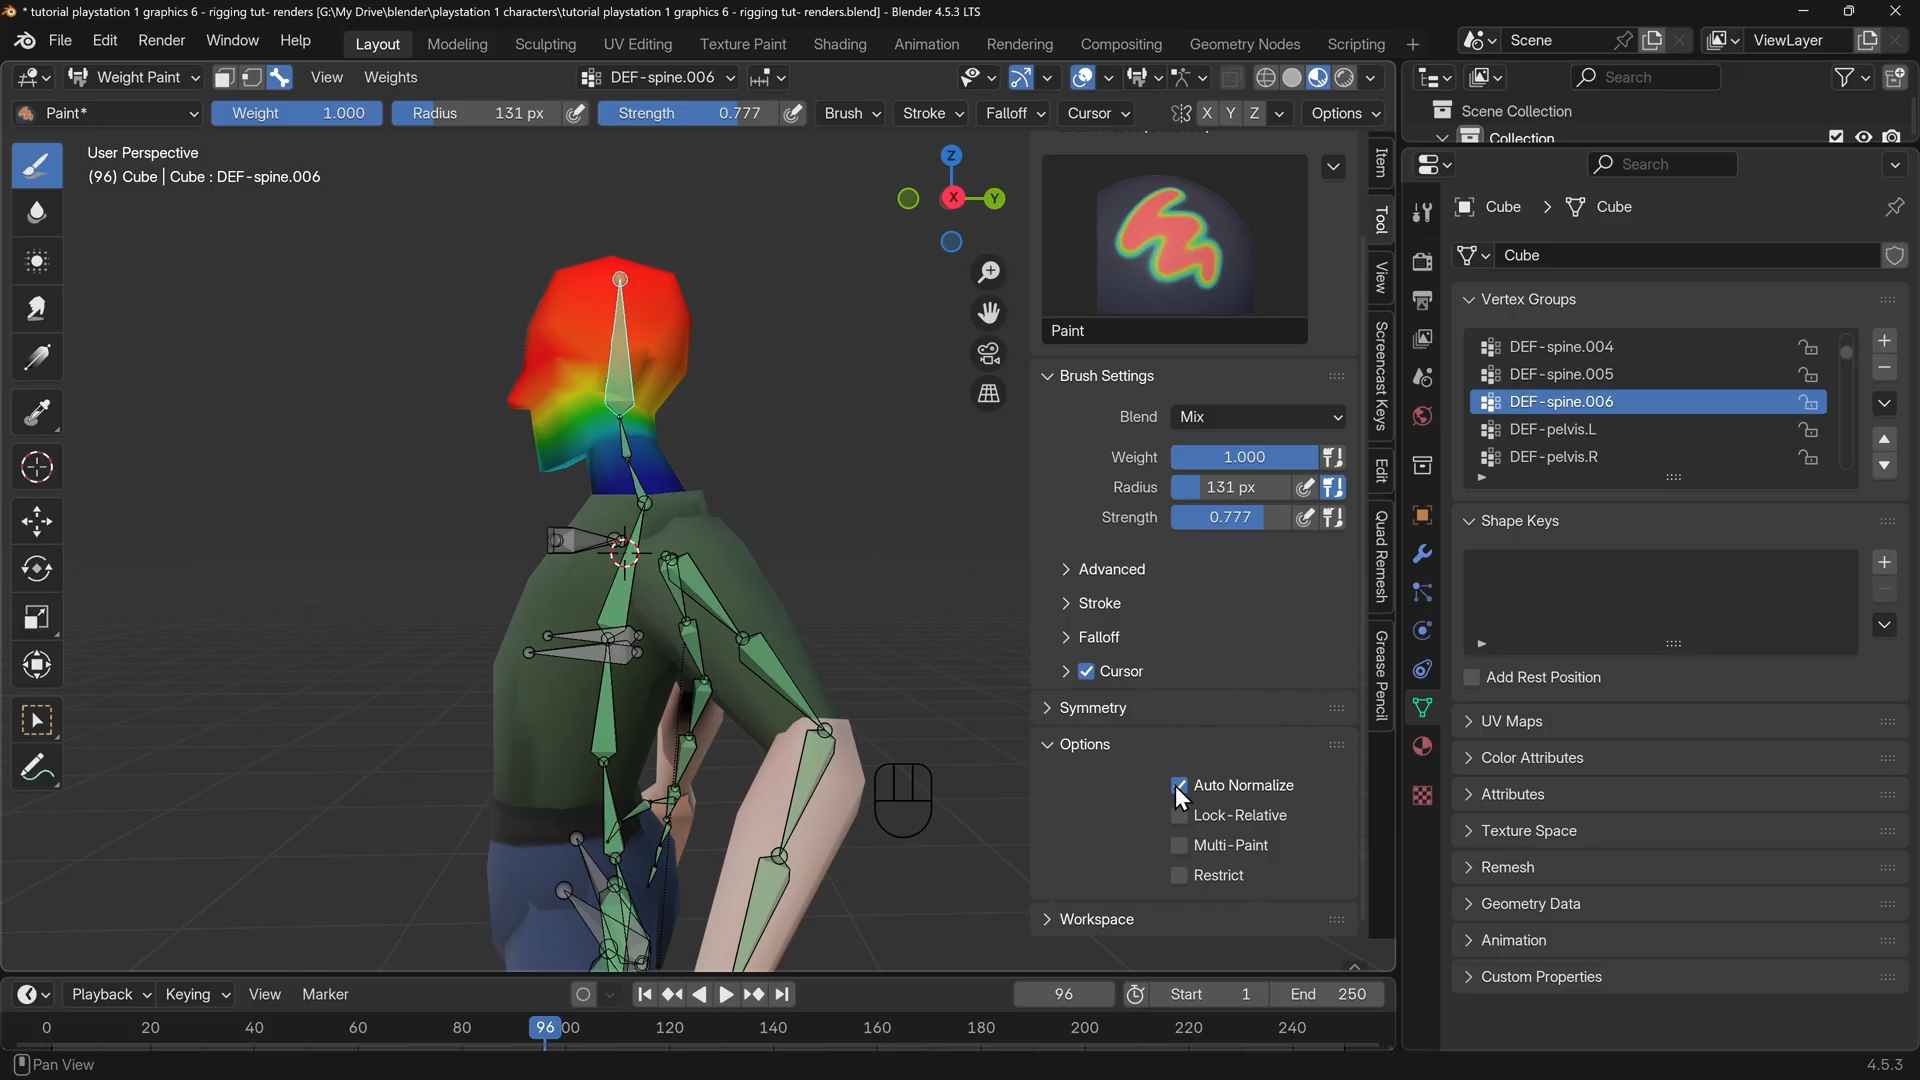 * tutorial playstation 1 graphics 6 - rigging tut- renders [G:\My Drive\blender\playstation 1 characters\tutorial playstation 1 graphics 6 - rigging tut- renders.blend] - Blender 4.5.3 LTS
File Edit Render Window Help Layout Modeling Sculpting UV Editing Texture Paint Shading Animation Rendering Compositing Geometry Nodes Scripting Scene ViewLayer
Weight Paint View Weights DEF-spine.006 Search
Paint* Weight 1.000 Radius 131 px Strength 0.777 Brush Stroke Falloff Cursor X Y Z Options Scene Collection
Collection
User Perspective
(96) Cube | Cube : DEF-spine.006
Z
X
Y
Item
Tool
View
Screencast Keys
Edit
Quad Remesh
Grease Pencil
Paint
Brush Settings
Blend Mix
Weight 1.000
Radius 131 px
Strength 0.777
Advanced
Stroke
Falloff
Cursor
Symmetry
Options
Auto Normalize
Lock-Relative
Multi-Paint
Restrict
Workspace
Search
Cube Cube
Cube
Vertex Groups
DEF-spine.004
DEF-spine.005
DEF-spine.006
DEF-pelvis.L
DEF-pelvis.R
Shape Keys
Add Rest Position
UV Maps
Color Attributes
Attributes
Texture Space
Remesh
Geometry Data
Animation
Custom Properties
Playback Keying View Marker 96 Start 1 End 250
0 20 40 60 80 96 00 120 140 160 180 200 220 240
Pan View 4.5.3